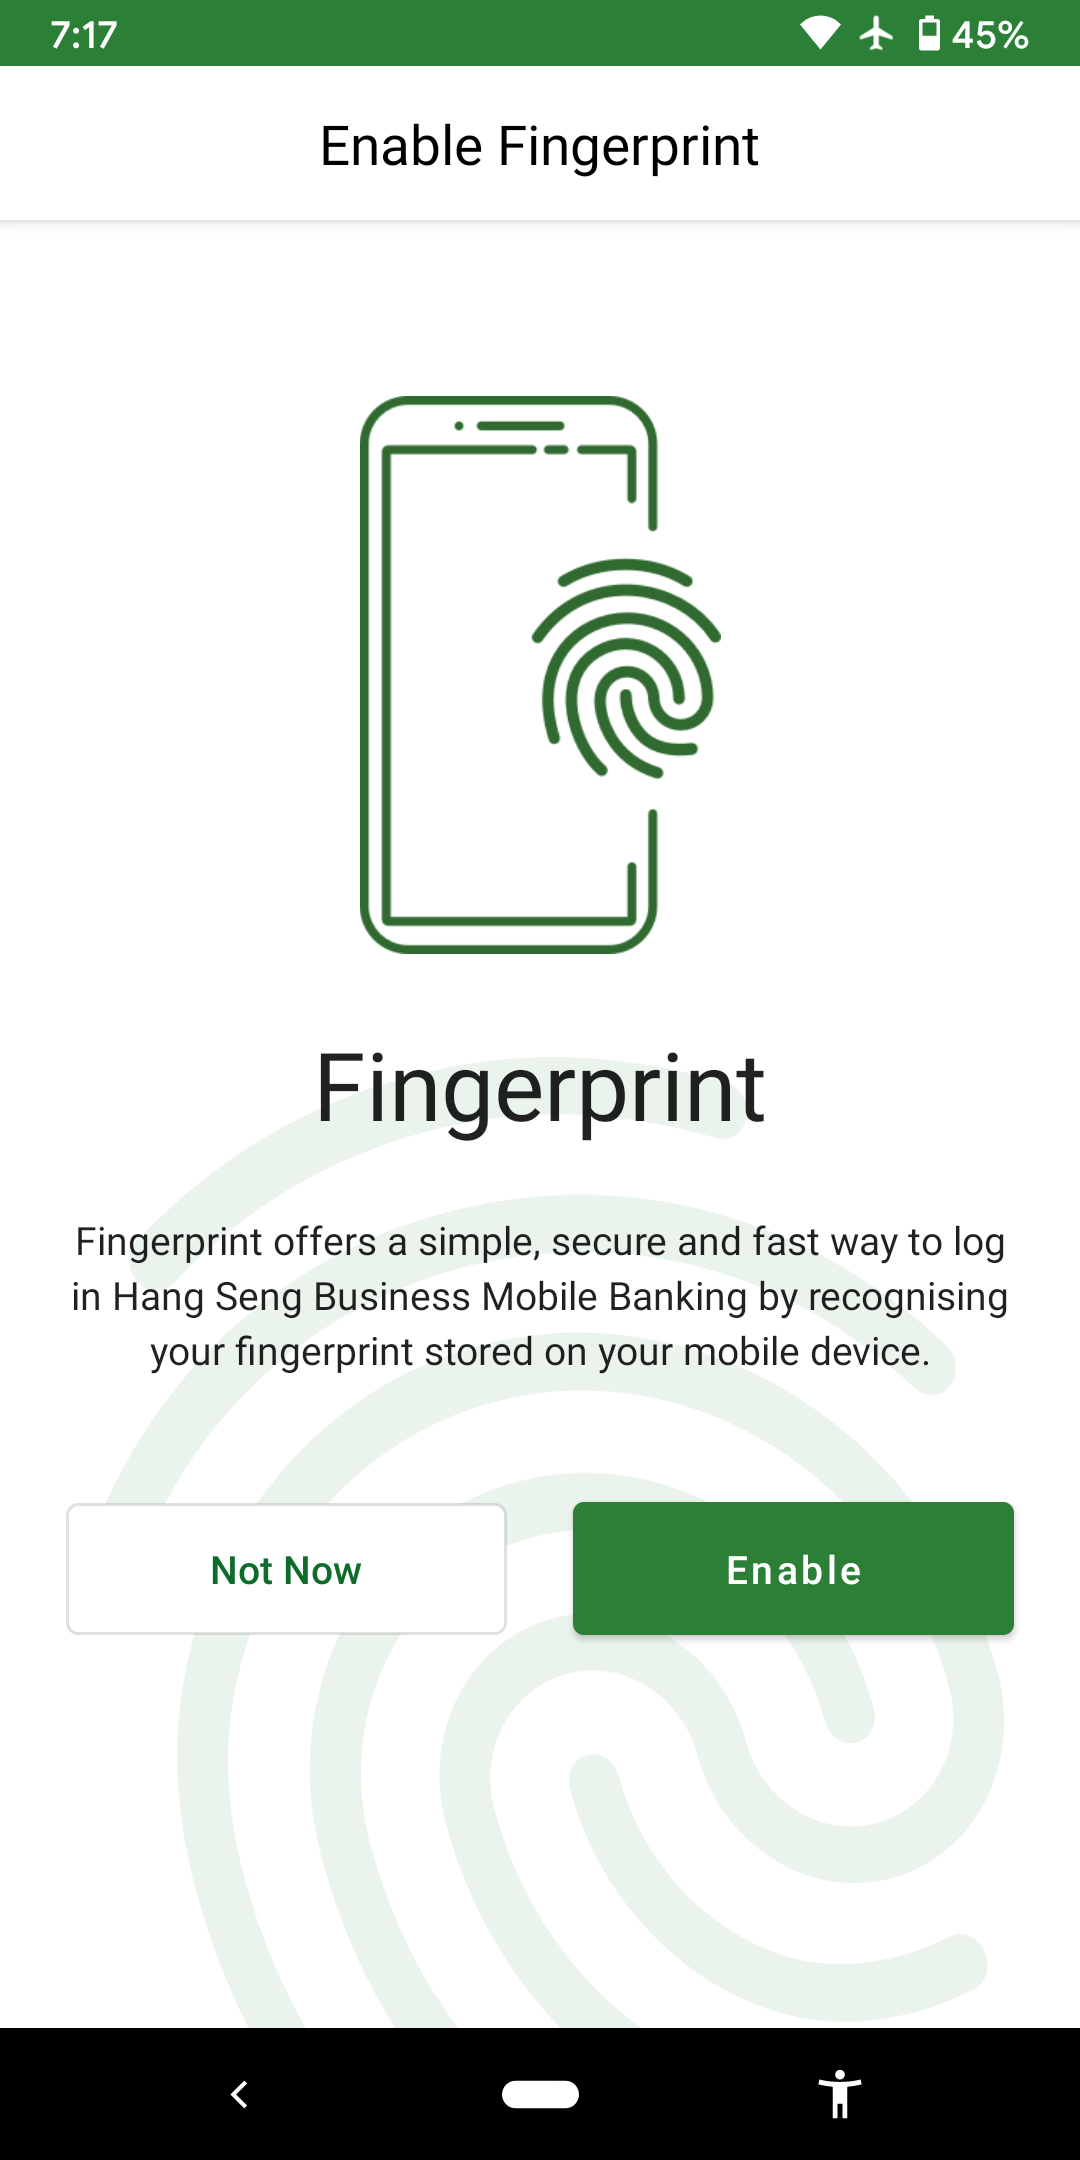 7:17
45%
Enable Fingerprint
Fingerprint
Fingerprint offers a simple, secure and fast way to log
in Hang Seng Business Mobile Banking by recognising
your fingerprint stored on your mobile device.
Not Now
Enable